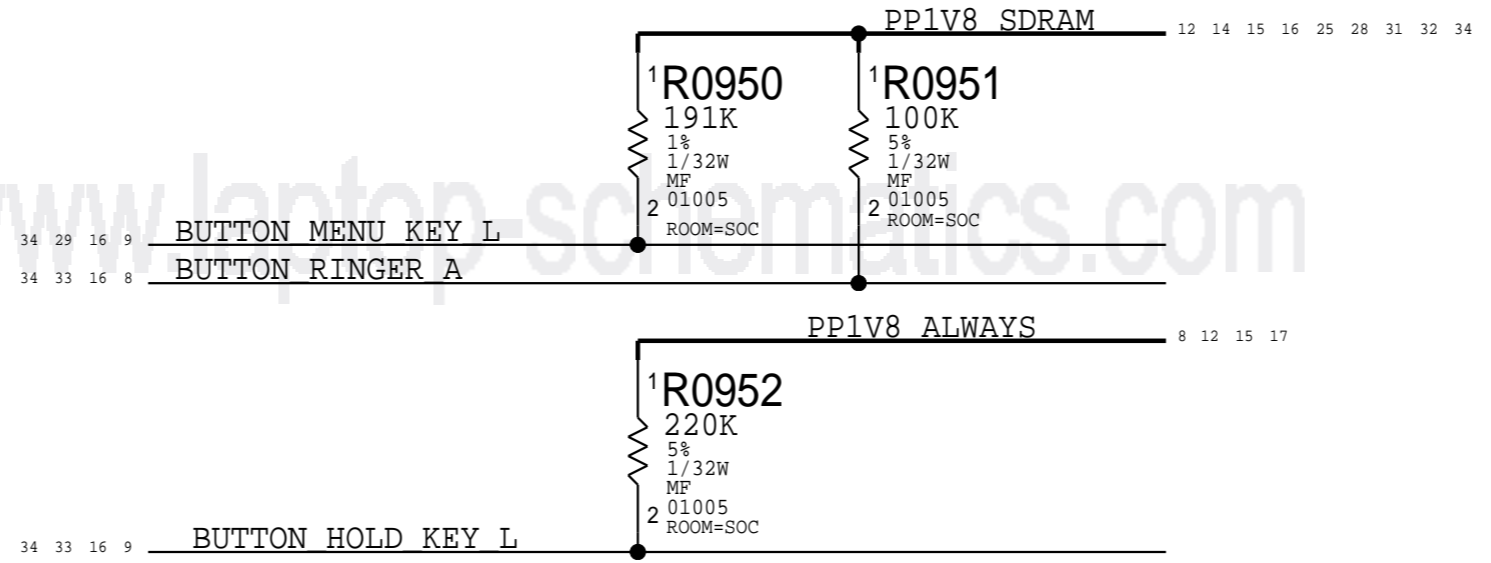 PP1V8_SDRAM 12 14 15 16 25 28 31 32 34
1 R0950
191K
1%
1/32W
MF
2 01005
ROOM=SOC
1 R0951
100K
5%
1/32W
MF
2 01005
ROOM=SOC
www.laptop-schematics.com
34 29 16 9 BUTTON_MENU_KEY_L
34 33 16 8 BUTTON_RINGER_A
PP1V8_ALWAYS 8 12 15 17
1 R0952
220K
5%
1/32W
MF
2 01005
ROOM=SOC
34 33 16 9 BUTTON_HOLD_KEY_L